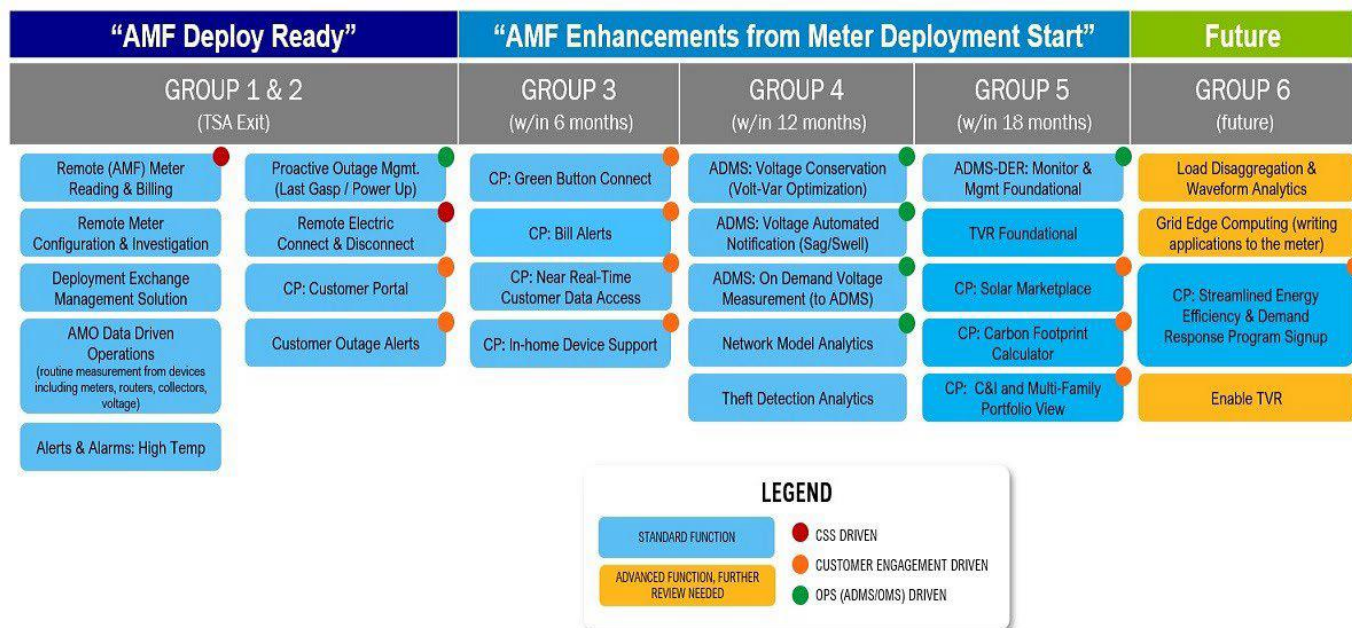 “AMF Deploy Ready”
“AMF Enhancements from Meter Deployment Start”
Future
GROUP 1 & 2
(TSA Exit)
GROUP 3
(w/in 6 months)
GROUP 4
(w/in 12 months)
GROUP 5
(w/in 18 months)
GROUP 6
(future)
Remote (AMF) Meter
Reading & Billing
Remote Meter
Configuration & Investigation
Deployment Exchange
Management Solution
AMO Data Driven
Operations
(routine measurement from devices
including meters, routers, collectors,
voltage)
Alerts & Alarms: High Temp
Proactive Outage Mgmt.
(Last Gasp / Power Up)
Remote Electric
Connect & Disconnect
CP: Customer Portal
Customer Outage Alerts
CP: Green Button Connect
CP: Bill Alerts
CP: Near Real-Time
Customer Data Access
CP: In-home Device Support
ADMS: Voltage Conservation
(Volt-Var Optimization)
ADMS: Voltage Automated
Notification (Sag/Swell)
ADMS: On Demand Voltage
Measurement (to ADMS)
Network Model Analytics
Theft Detection Analytics
ADMS-DER: Monitor &
Mgmt Foundational
TVR Foundational
CP: Solar Marketplace
CP: Carbon Footprint
Calculator
CP: C&I and Multi-Family
Portfolio View
Load Disaggregation &
Waveform Analytics
Grid Edge Computing (writing
applications to the meter)
CP: Streamlined Energy
Efficiency & Demand
Response Program Signup
Enable TVR
LEGEND
STANDARD FUNCTION
ADVANCED FUNCTION, FURTHER
REVIEW NEEDED
CSS DRIVEN
CUSTOMER ENGAGEMENT DRIVEN
OPS (ADMS/OMS) DRIVEN